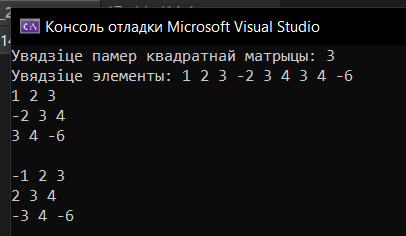 Консоль отладки Microsoft Visual Studio
Увядзіце памер квадратнай матрыцы: 3
Увядзіце элементы: 1 2 3 -2 3 4 3 4 -6
1 2 3
-2 3 4
3 4 -6

-1 2 3
2 3 4
-3 4 -6